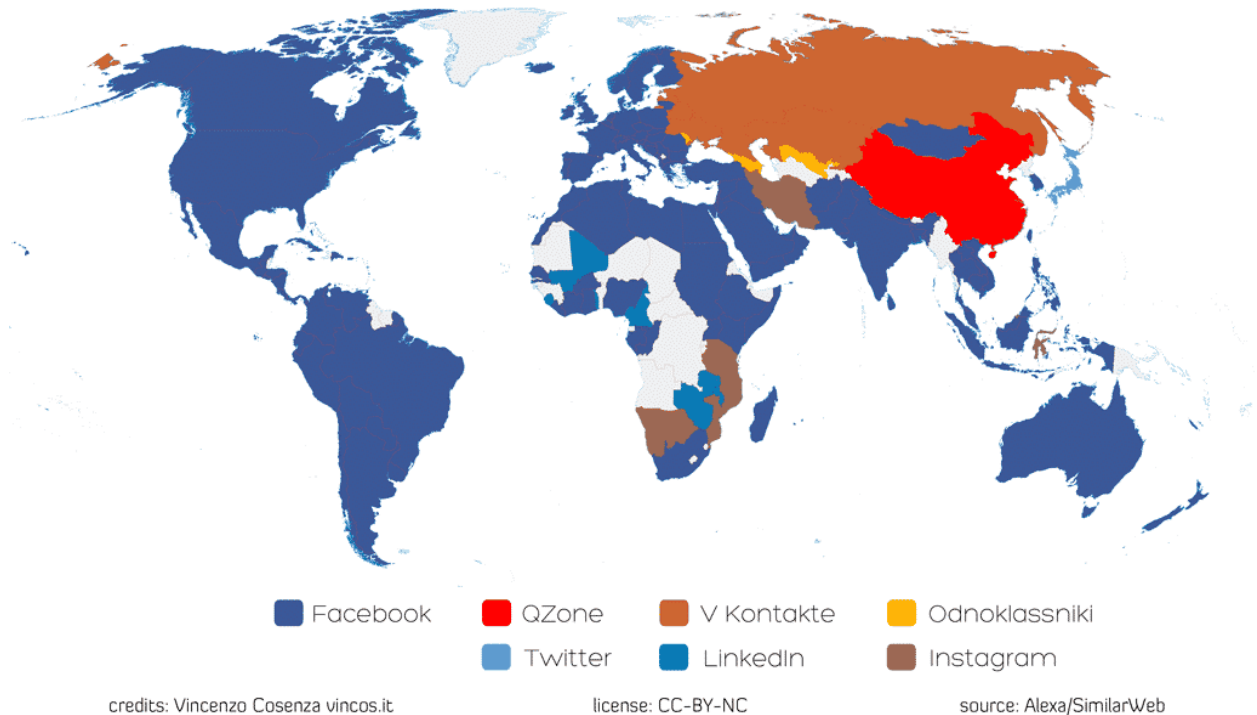 Facebook QZone V Kontakte Odnoklassniki
Twitter LinkedIn Instagram
credits: Vincenzo Cosenza vincos.it license: CC-BY-NC source: Alexa/SimilarWeb